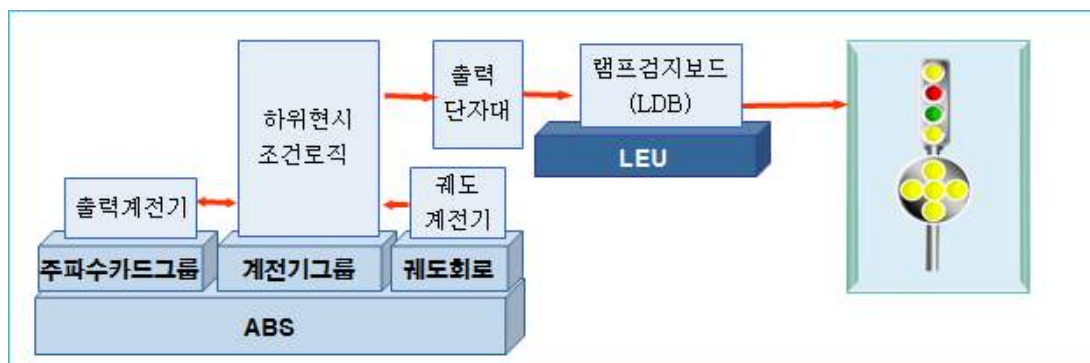 출력계전기
하위현시
조건로직
출력
단자대
궤도
계전기
램프검지보드
(LDB)
LEU
주파수카드그룹
계전기그룹
궤도회로
ABS